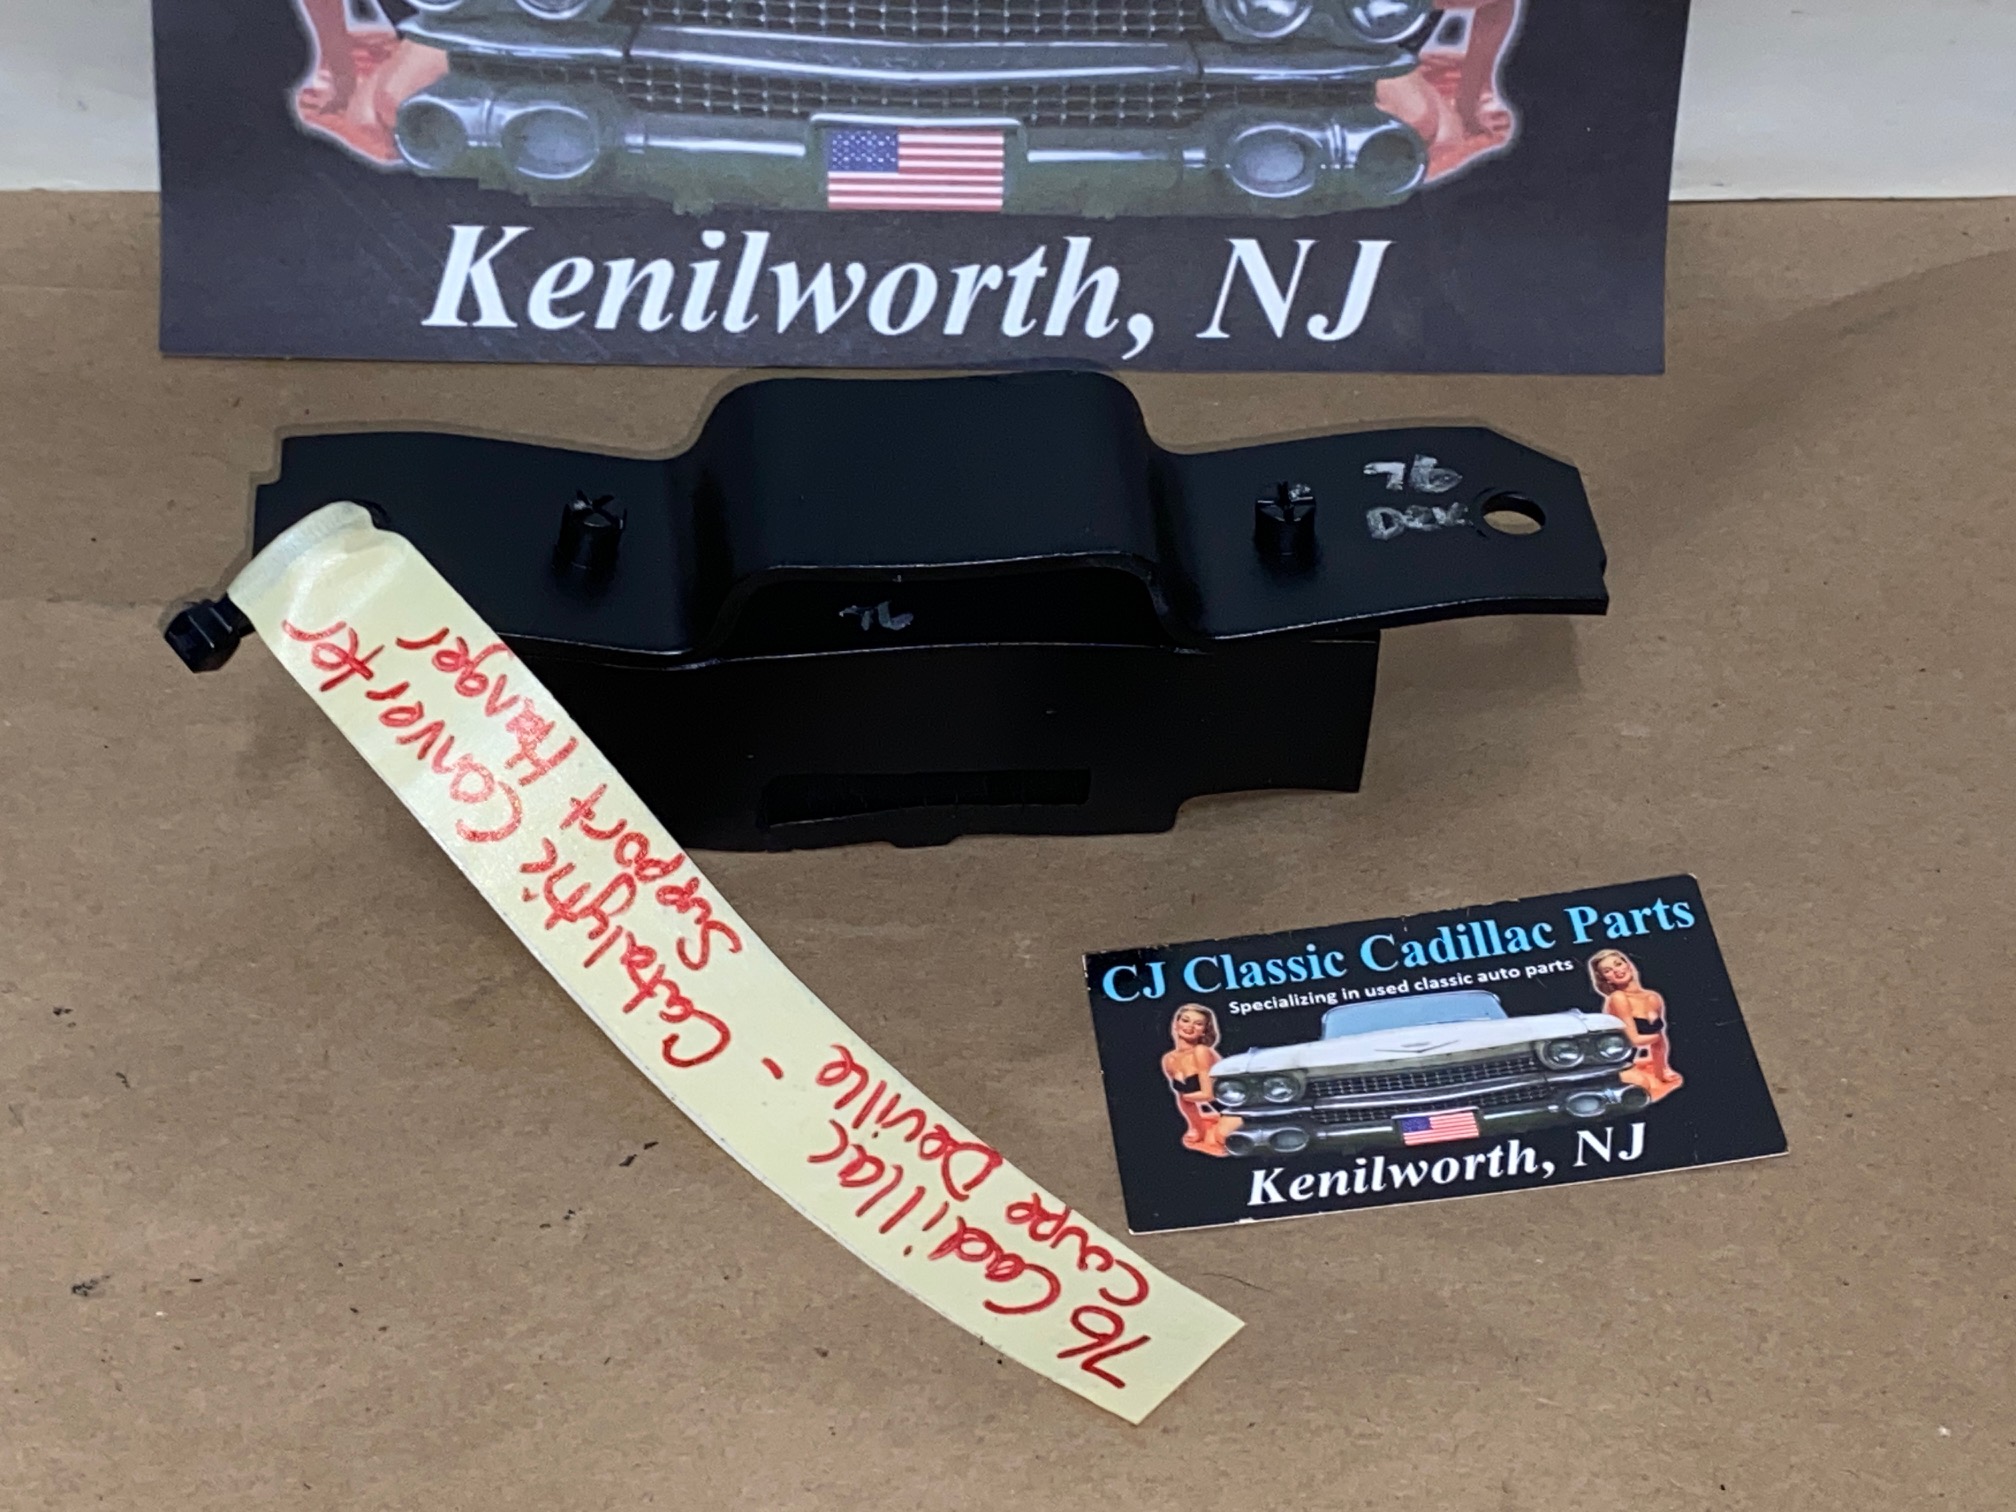 Kenilworth, NJ
76
DEV
76
76 Cadillac - Catalytic Converter
Coupe Deville Support Hanger
CJ Classic Cadillac Parts
Specializing in used classic auto parts
Kenilworth, NJ